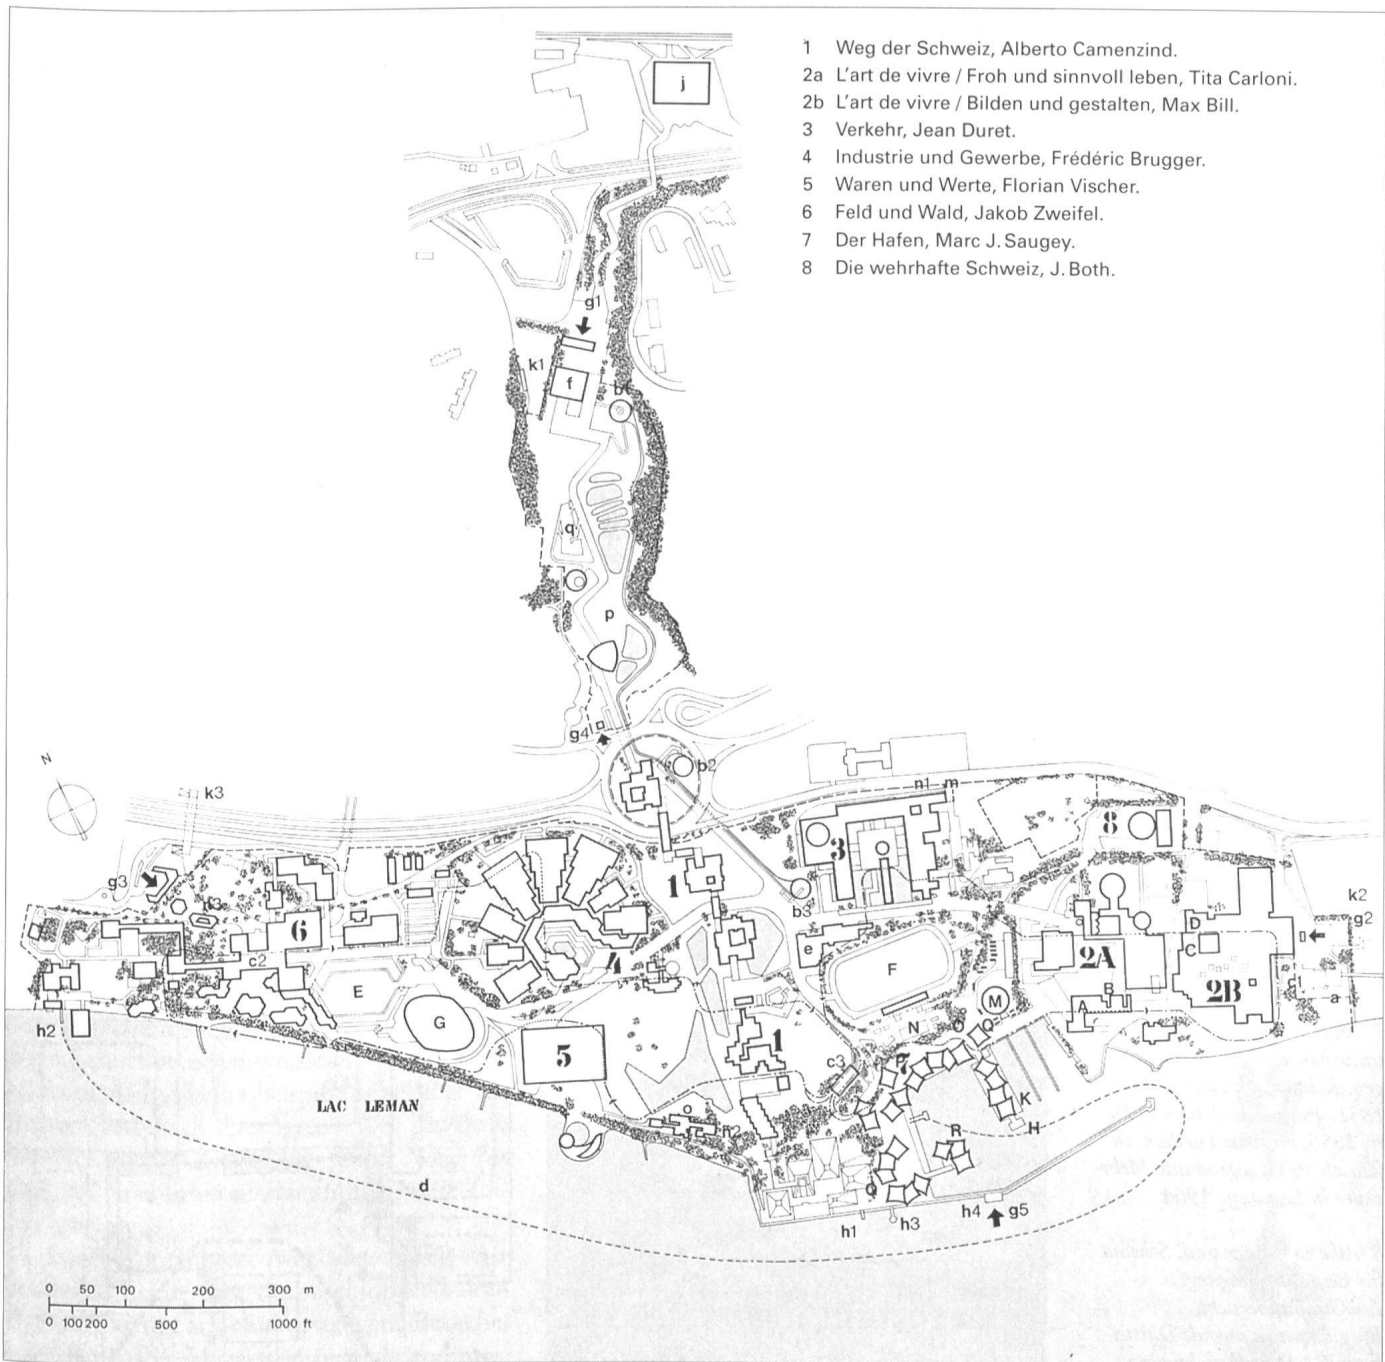 1 Weg der Schweiz, Alberto Camenzind.
2a L'art de vivre / Froh und sinnvoll leben, Tita Carloni.
2b L'art de vivre / Bilden und gestalten, Max Bill.
3 Verkehr, Jean Duret.
4 Industrie und Gewerbe, Frédéric Brugger.
5 Waren und Werte, Florian Vischer.
6 Feld und Wald, Jakob Zweifel.
7 Der Hafen, Marc J. Saugey.
8 Die wehrhafte Schweiz, J. Both.
j
g1
k1
f
q
p
g4
b2
N
k3
n1 m
8
g3
3
1
b3
k2
g2
6
4
e
F
2A
D
C
2B
c2
E
M
B
A
a
G
N
O Q
h2
5
1
c3
P
7
K
LAC LEMAN
o
n2
H
R
d
Q
h1
h3
h4
g5
0 50 100 200 300 m
0 100 200 500 1000 ft